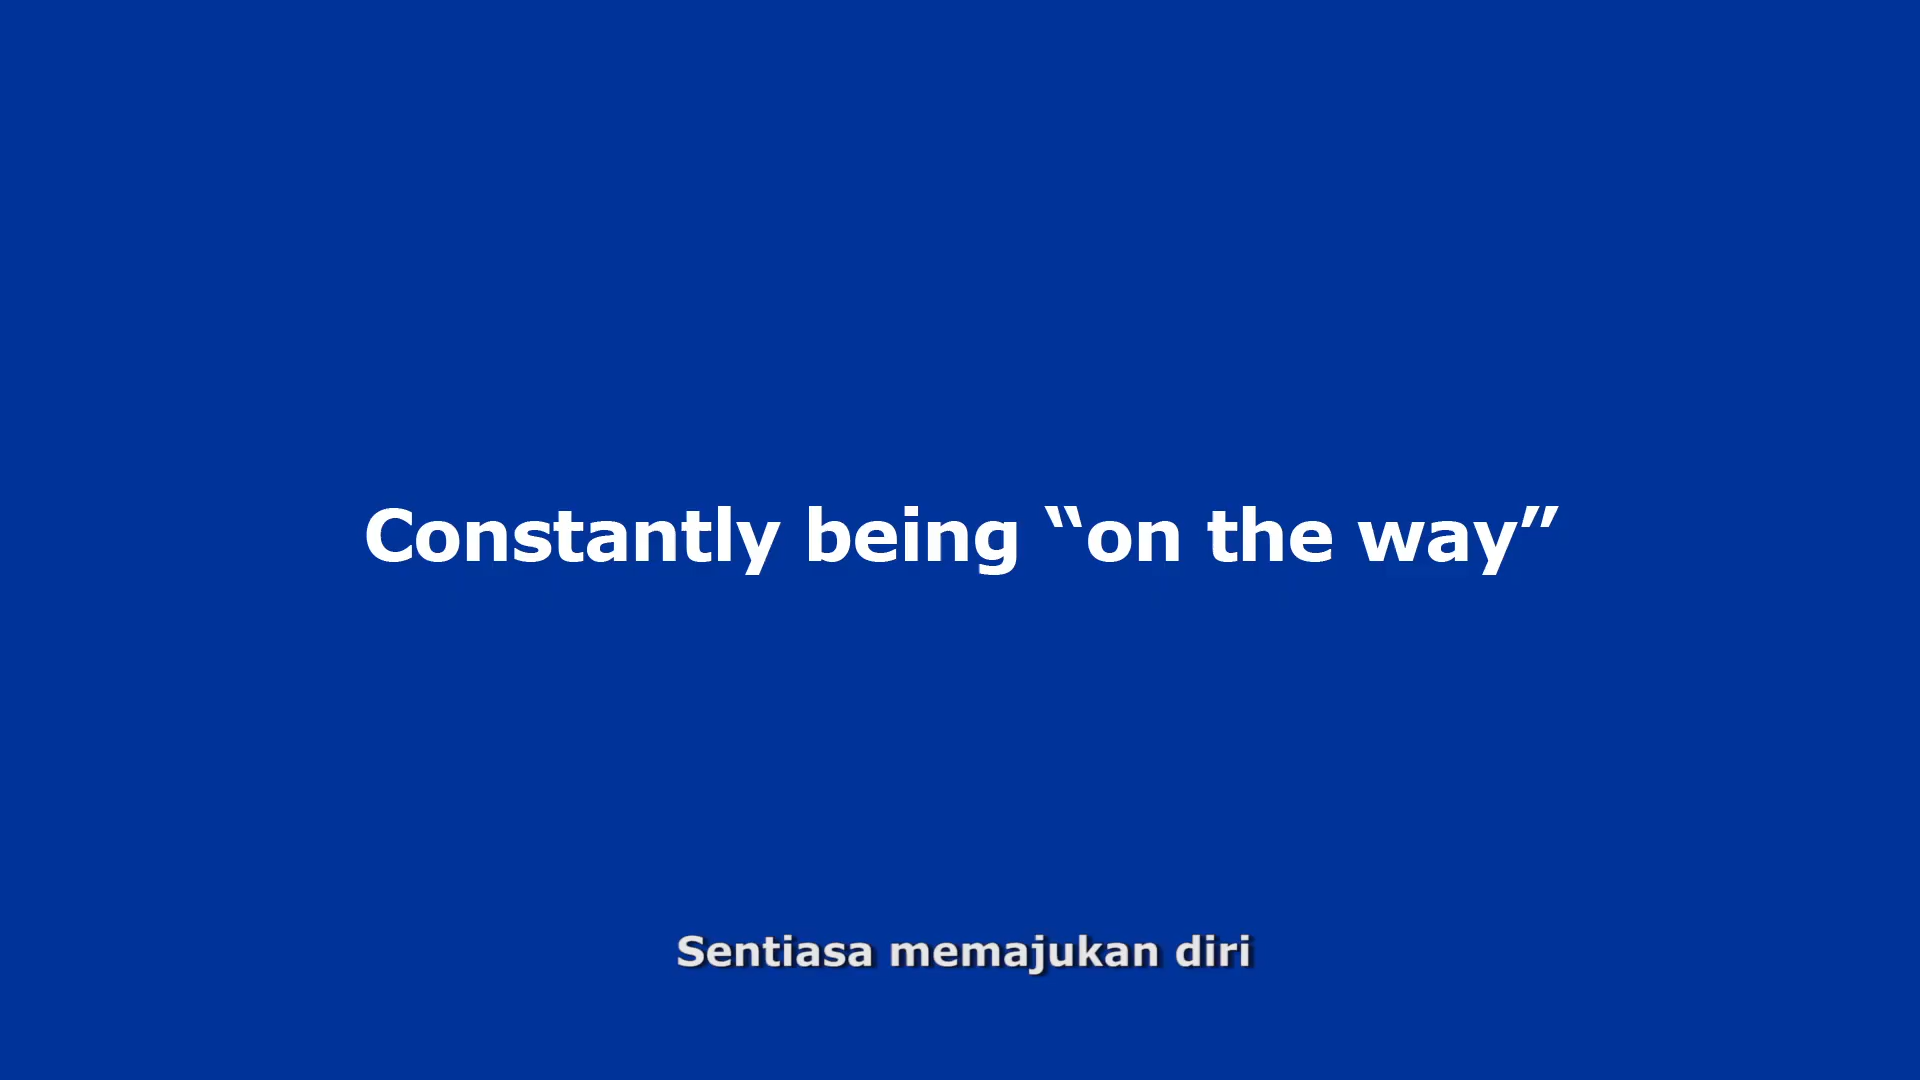 Constantly being “on the way”
Sentiasa memajukan diri